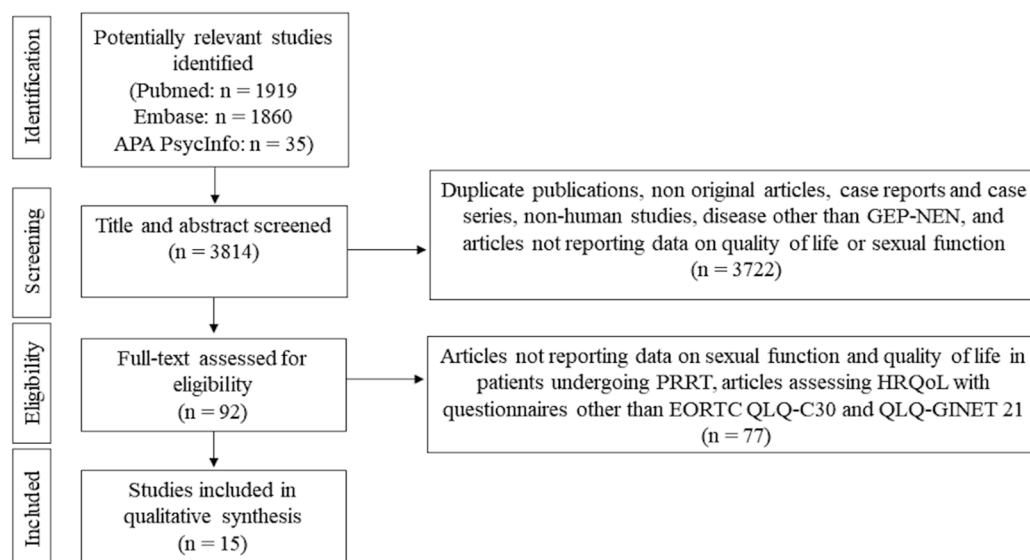 Identification
Potentially relevant studies
identified
(Pubmed: n = 1919
Embase: n = 1860
APA PsycInfo: n = 35)
Screening
Title and abstract screened
(n = 3814)
Duplicate publications, non original articles, case reports and case
series, non-human studies, disease other than GEP-NEN, and
articles not reporting data on quality of life or sexual function
(n = 3722)
Eligibility
Full-text assessed for
eligibility
(n = 92)
Articles not reporting data on sexual function and quality of life in
patients undergoing PRRT, articles assessing HRQoL with
questionnaires other than EORTC QLQ-C30 and QLQ-GINET 21
(n = 77)
Included
Studies included in
qualitative synthesis
(n = 15)